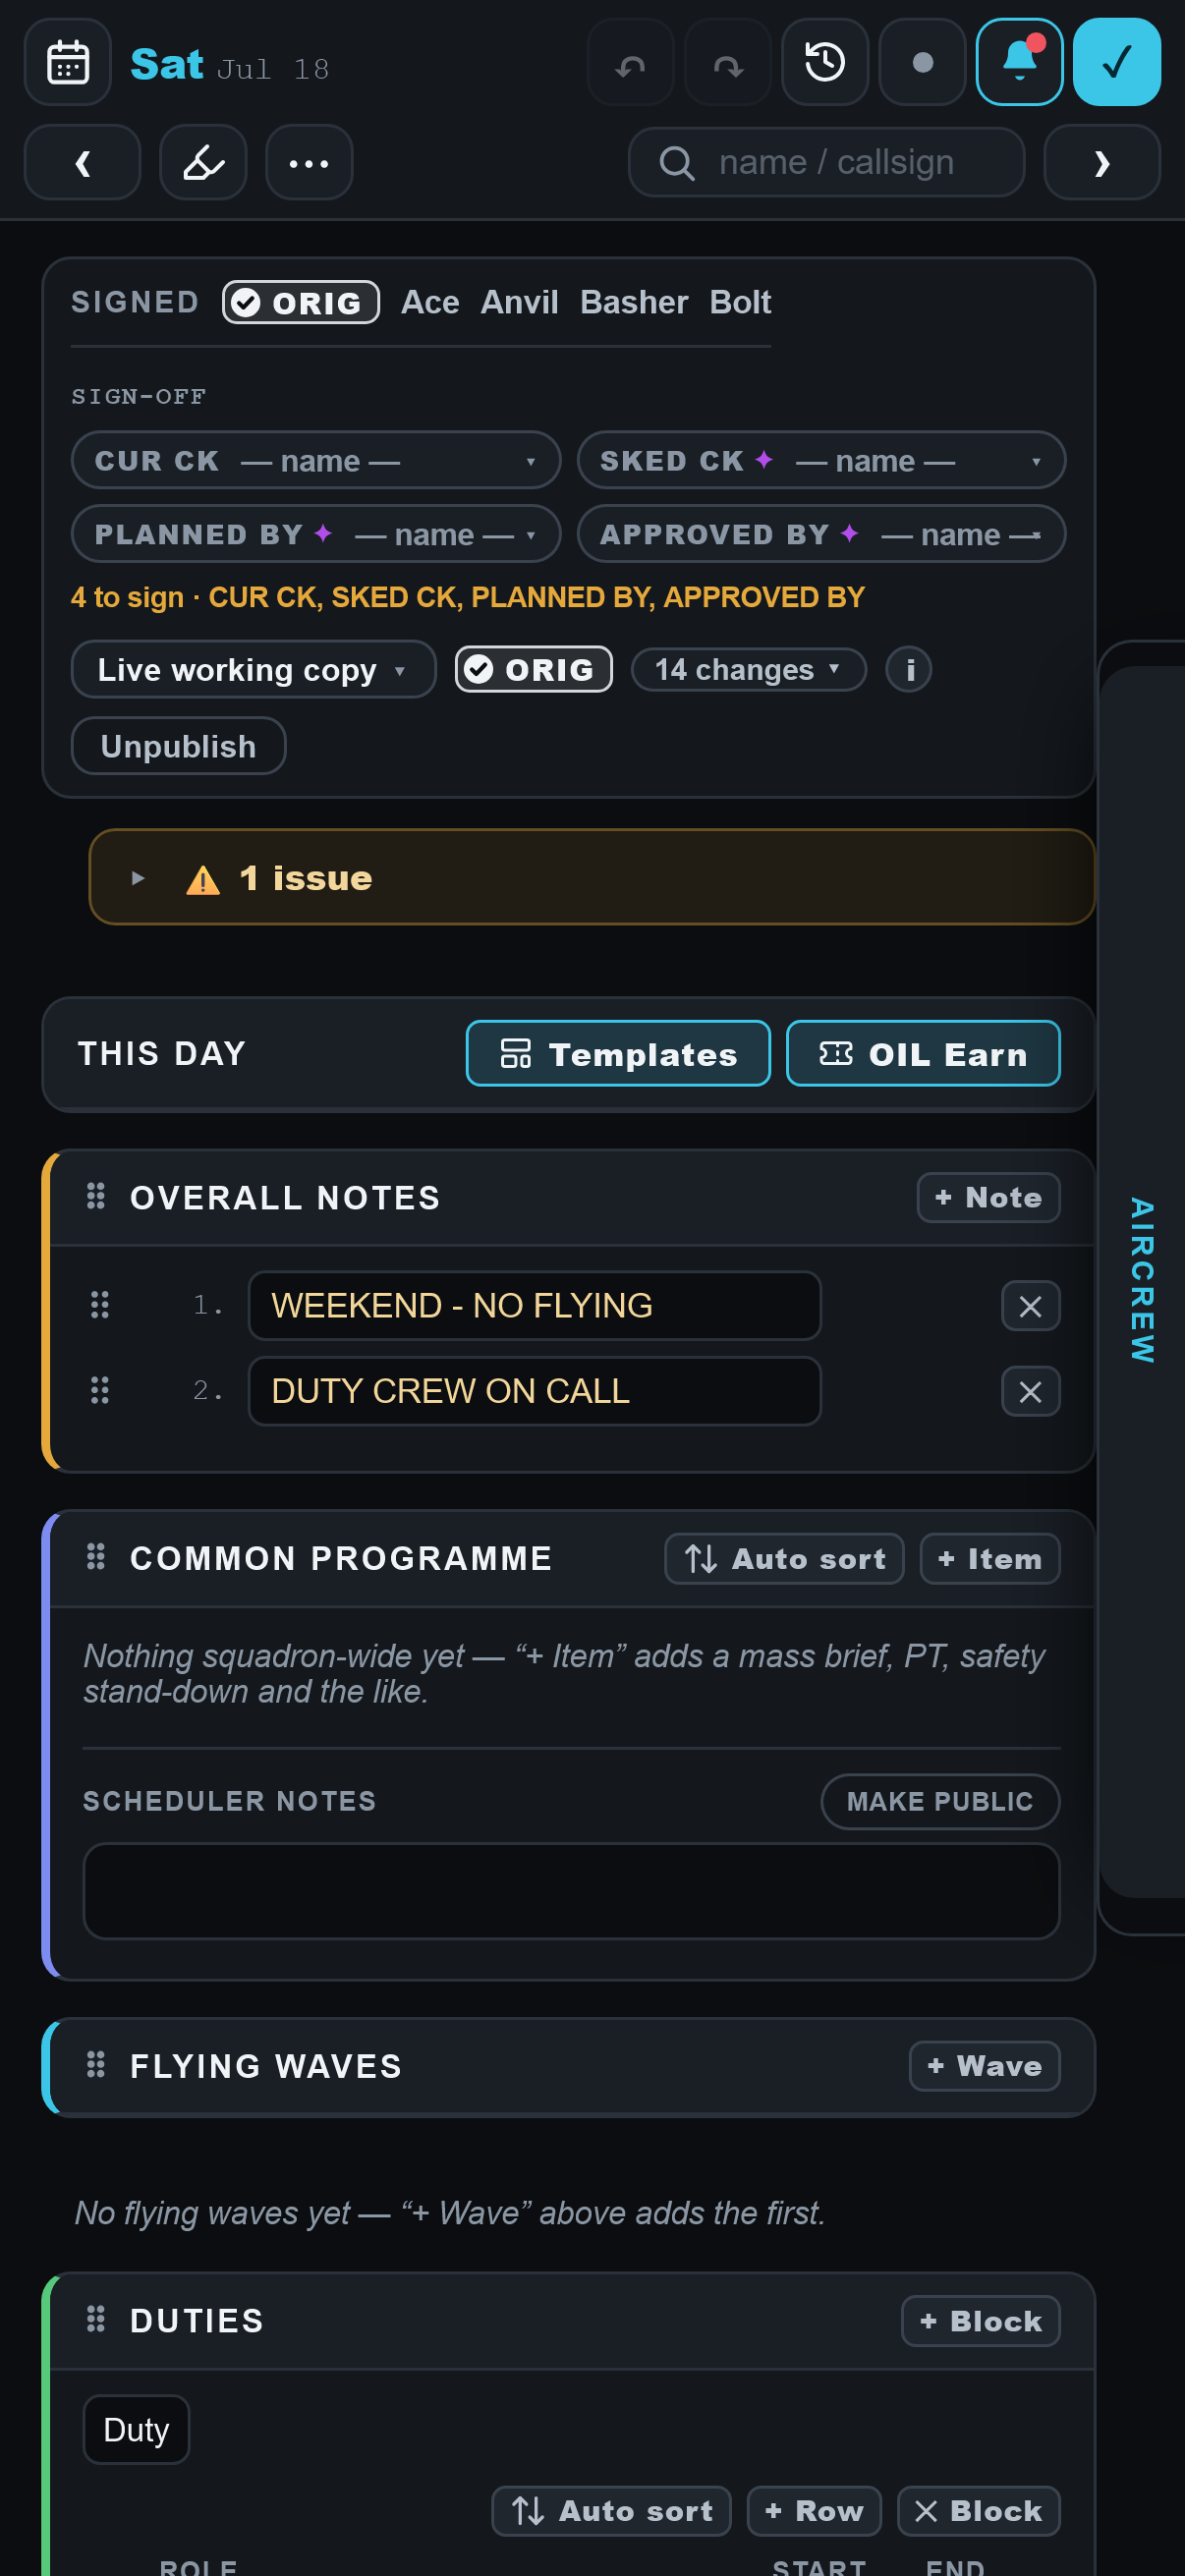 Sat Jul 18
name / callsign
SIGNED ORIG Ace Anvil Basher Bolt
SIGN-OFF
CUR CK — name —
SKED CK ✦ — name —
PLANNED BY ✦ — name —
APPROVED BY ✦ — name —
4 to sign · CUR CK, SKED CK, PLANNED BY, APPROVED BY
Live working copy ORIG 14 changes i
Unpublish
1 issue
THIS DAY Templates OIL Earn
AIRCREW
OVERALL NOTES + Note
1. WEEKEND - NO FLYING
2. DUTY CREW ON CALL
COMMON PROGRAMME Auto sort + Item
Nothing squadron-wide yet — “+ Item” adds a mass brief, PT, safety
stand-down and the like.
SCHEDULER NOTES MAKE PUBLIC
FLYING WAVES + Wave
No flying waves yet — “+ Wave” above adds the first.
DUTIES + Block
Duty
Auto sort + Row × Block
ROLE START END